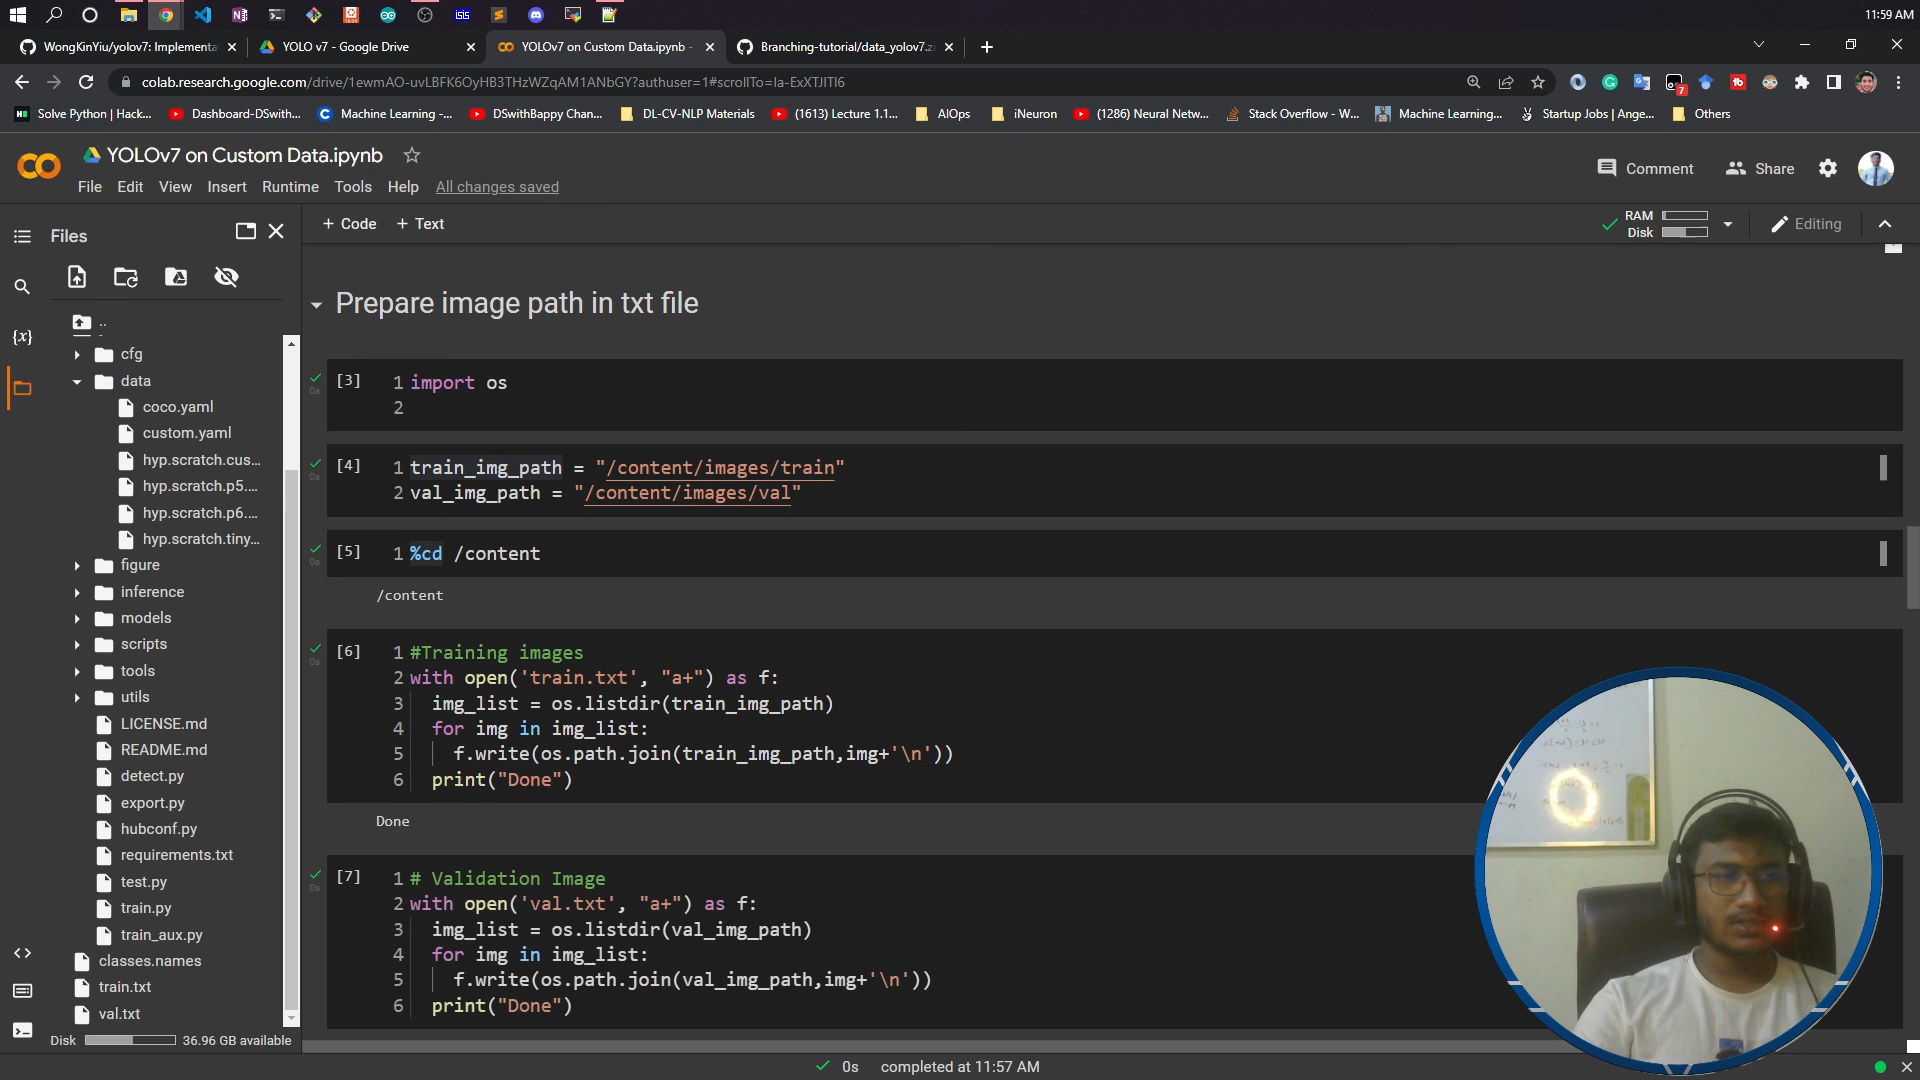 11:59 AM
WongKinYiu/yolov7: Implementa
YOLO v7 - Google Drive
YOLOv7 on Custom Data.ipynb -
Branching-tutorial/data_yolov7.z
colab.research.google.com/drive/1ewmAO-uvLBFK6OyHB3THzWZqAM1ANbGY?authuser=1#scrollTo=Ia-ExXTJITI6
Solve Python | Hack...
Dashboard-DSwith...
Machine Learning -...
DSwithBappy Chan...
DL-CV-NLP Materials
(1613) Lecture 1.1...
AIOps
iNeuron
(1286) Neural Netw...
Stack Overflow - W...
Machine Learning...
Startup Jobs | Ange...
Others
YOLOv7 on Custom Data.ipynb
File Edit View Insert Runtime Tools Help All changes saved
Comment
Share
Files
+ Code + Text
RAM
Disk
Editing
..
cfg
data
coco.yaml
custom.yaml
hyp.scratch.cus...
hyp.scratch.p5....
hyp.scratch.p6....
hyp.scratch.tiny...
figure
inference
models
scripts
tools
utils
LICENSE.md
README.md
detect.py
export.py
hubconf.py
requirements.txt
test.py
train.py
train_aux.py
classes.names
train.txt
val.txt
Disk 36.96 GB available
Prepare image path in txt file
[3] 1 import os
2
0s
[4] 1 train_img_path = "/content/images/train"
2 val_img_path = "/content/images/val"
0s
[5] 1 %cd /content
0s
/content
[6] 1 #Training images
2 with open('train.txt', "a+") as f:
0s
3 img_list = os.listdir(train_img_path)
4 for img in img_list:
5 f.write(os.path.join(train_img_path,img+'\n'))
6 print("Done")
Done
[7] 1 # Validation Image
2 with open('val.txt', "a+") as f:
0s
3 img_list = os.listdir(val_img_path)
4 for img in img_list:
5 f.write(os.path.join(val_img_path,img+'\n'))
6 print("Done")
0s completed at 11:57 AM